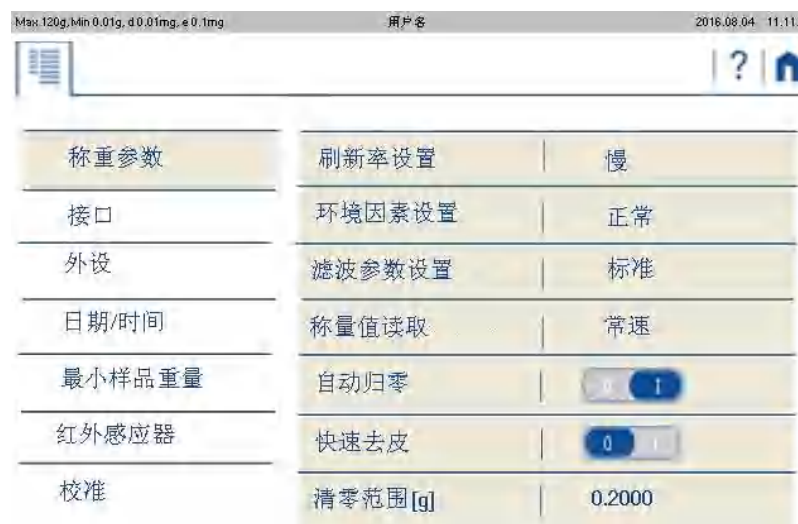 Max 120g, Min 0.01g, d 0.01mg, e 0.1mg 用户名 2016.08.04 11.11.
?
称重参数 刷新率设置 慢
接口 环境因素设置 正常
外设 滤波参数设置 标准
日期/时间 称量值读取 常速
最小样品重量 自动归零 0 1
红外感应器 快速去皮 0 1
校准 清零范围[g] 0.2000